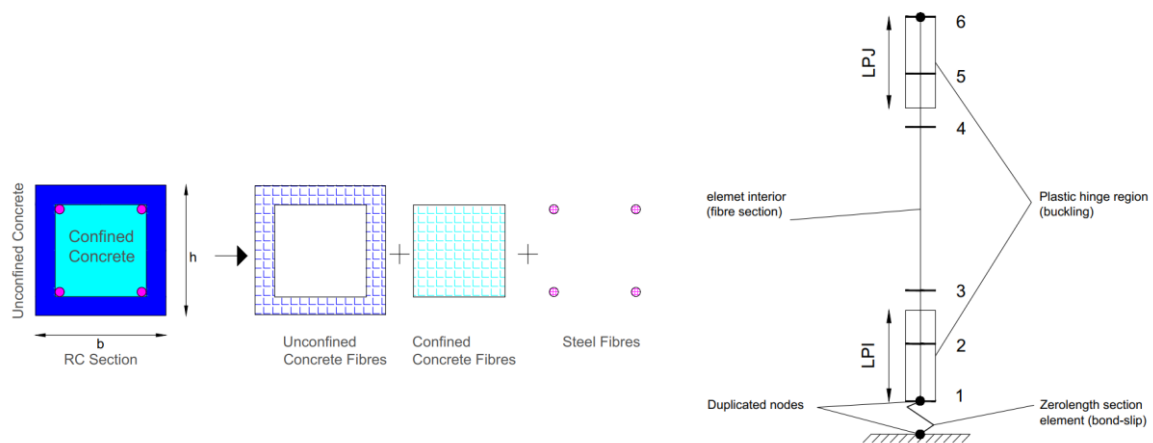 Unconfined Concrete
Confined
Concrete
h
b
RC Section
Unconfined
Concrete Fibres
Confined
Concrete Fibres
Steel Fibres
LPJ
6
5
4
elemet interior
(fibre section)
Plastic hinge region
(buckling)
3
LPI
2
1
Duplicated nodes
Zerolength section
element (bond-slip)